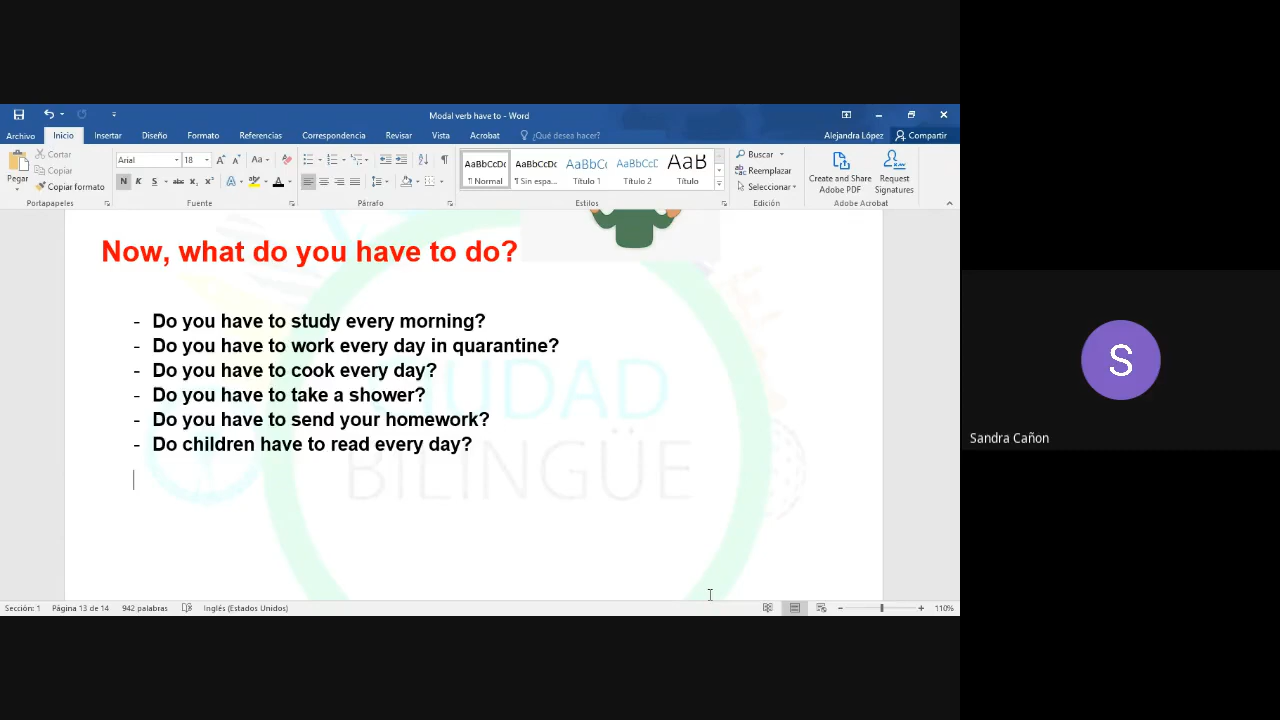 Modal verb have to - Word
Archivo Inicio Insertar Diseño Formato Referencias Correspondencia Revisar Vista Acrobat ¿Qué desea hacer? Alejandra López Compartir
Pegar
Cortar
Copiar
Copiar formato
Portapapeles
Arial 18
N K S abc x₂ x²
Fuente
Párrafo
AaBbCcDc AaBbCcDc AaBbCc AaBbCcD AaB
¶ Normal ¶ Sin espa... Título 1 Título 2 Título
Estilos
Buscar
Reemplazar
Seleccionar
Edición
Create and Share Adobe PDF
Request Signatures
Adobe Acrobat
Now, what do you have to do?
- Do you have to study every morning?
- Do you have to work every day in quarantine?
- Do you have to cook every day?
- Do you have to take a shower?
- Do you have to send your homework?
- Do children have to read every day?
CIUDAD
BILINGÜE
Sección: 1 Página 13 de 14 942 palabras Inglés (Estados Unidos) 110%
S
Sandra Cañon